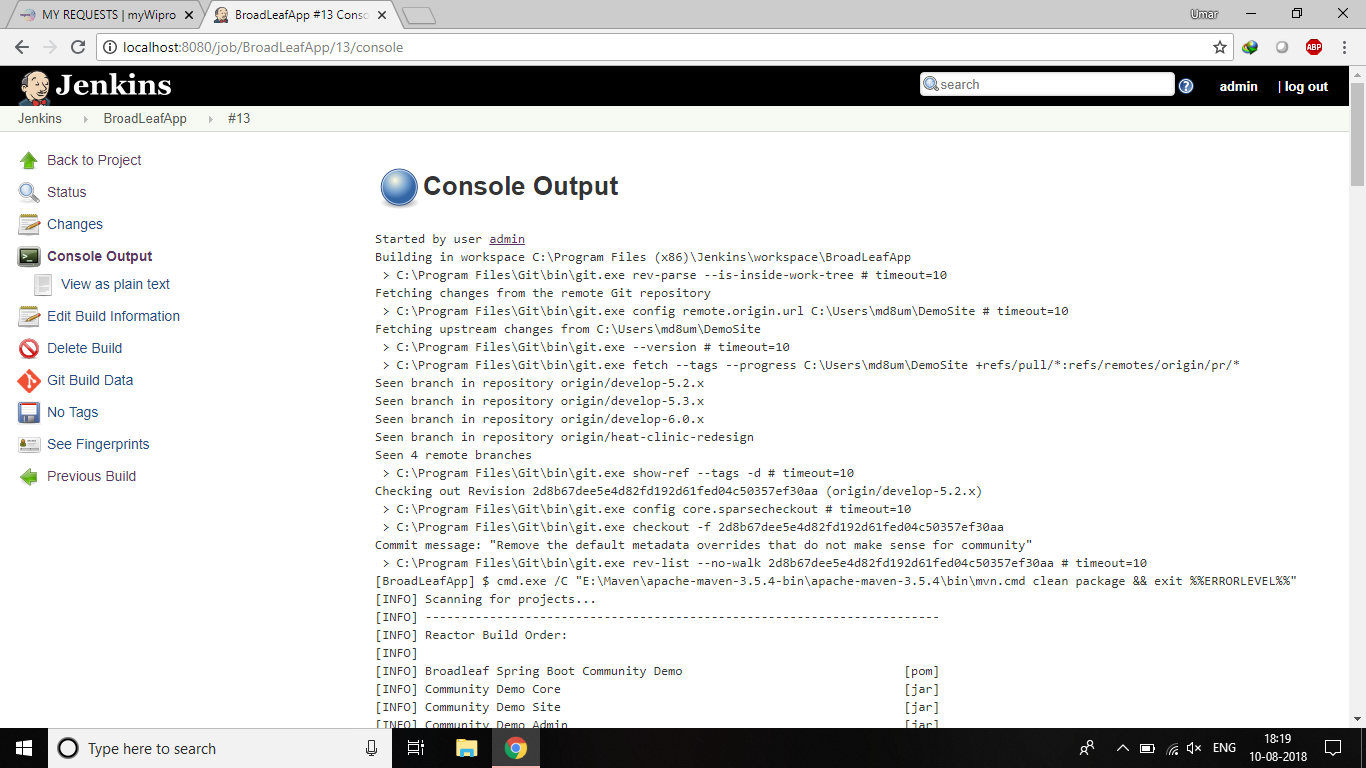 MY REQUESTS | myWipro
BroadLeafApp #13 Conso
Umar
localhost:8080/job/BroadLeafApp/13/console
ABP
Jenkins
search
admin
| log out
Jenkins
BroadLeafApp
#13
Back to Project
Status
Changes
Console Output
View as plain text
Edit Build Information
Delete Build
Git Build Data
No Tags
See Fingerprints
Previous Build
Console Output
Started by user admin
Building in workspace C:\Program Files (x86)\Jenkins\workspace\BroadLeafApp
> C:\Program Files\Git\bin\git.exe rev-parse --is-inside-work-tree # timeout=10
Fetching changes from the remote Git repository
> C:\Program Files\Git\bin\git.exe config remote.origin.url C:\Users\md8um\DemoSite # timeout=10
Fetching upstream changes from C:\Users\md8um\DemoSite
> C:\Program Files\Git\bin\git.exe --version # timeout=10
> C:\Program Files\Git\bin\git.exe fetch --tags --progress C:\Users\md8um\DemoSite +refs/pull/*:refs/remotes/origin/pr/*
Seen branch in repository origin/develop-5.2.x
Seen branch in repository origin/develop-5.3.x
Seen branch in repository origin/develop-6.0.x
Seen branch in repository origin/heat-clinic-redesign
Seen 4 remote branches
> C:\Program Files\Git\bin\git.exe show-ref --tags -d # timeout=10
Checking out Revision 2d8b67dee5e4d82fd192d61fed04c50357ef30aa (origin/develop-5.2.x)
> C:\Program Files\Git\bin\git.exe config core.sparsecheckout # timeout=10
> C:\Program Files\Git\bin\git.exe checkout -f 2d8b67dee5e4d82fd192d61fed04c50357ef30aa
Commit message: "Remove the default metadata overrides that do not make sense for community"
> C:\Program Files\Git\bin\git.exe rev-list --no-walk 2d8b67dee5e4d82fd192d61fed04c50357ef30aa # timeout=10
[BroadLeafApp] $ cmd.exe /C "E:\Maven\apache-maven-3.5.4-bin\apache-maven-3.5.4\bin\mvn.cmd clean package && exit %%ERRORLEVEL%%"
[INFO] Scanning for projects...
[INFO] ------------------------------------------------------------------------
[INFO] Reactor Build Order:
[INFO]
[INFO] Broadleaf Spring Boot Community Demo [pom]
[INFO] Community Demo Core [jar]
[INFO] Community Demo Site [jar]
[INFO] Community Demo Admin [jar]
Type here to search
ENG
18:19
10-08-2018